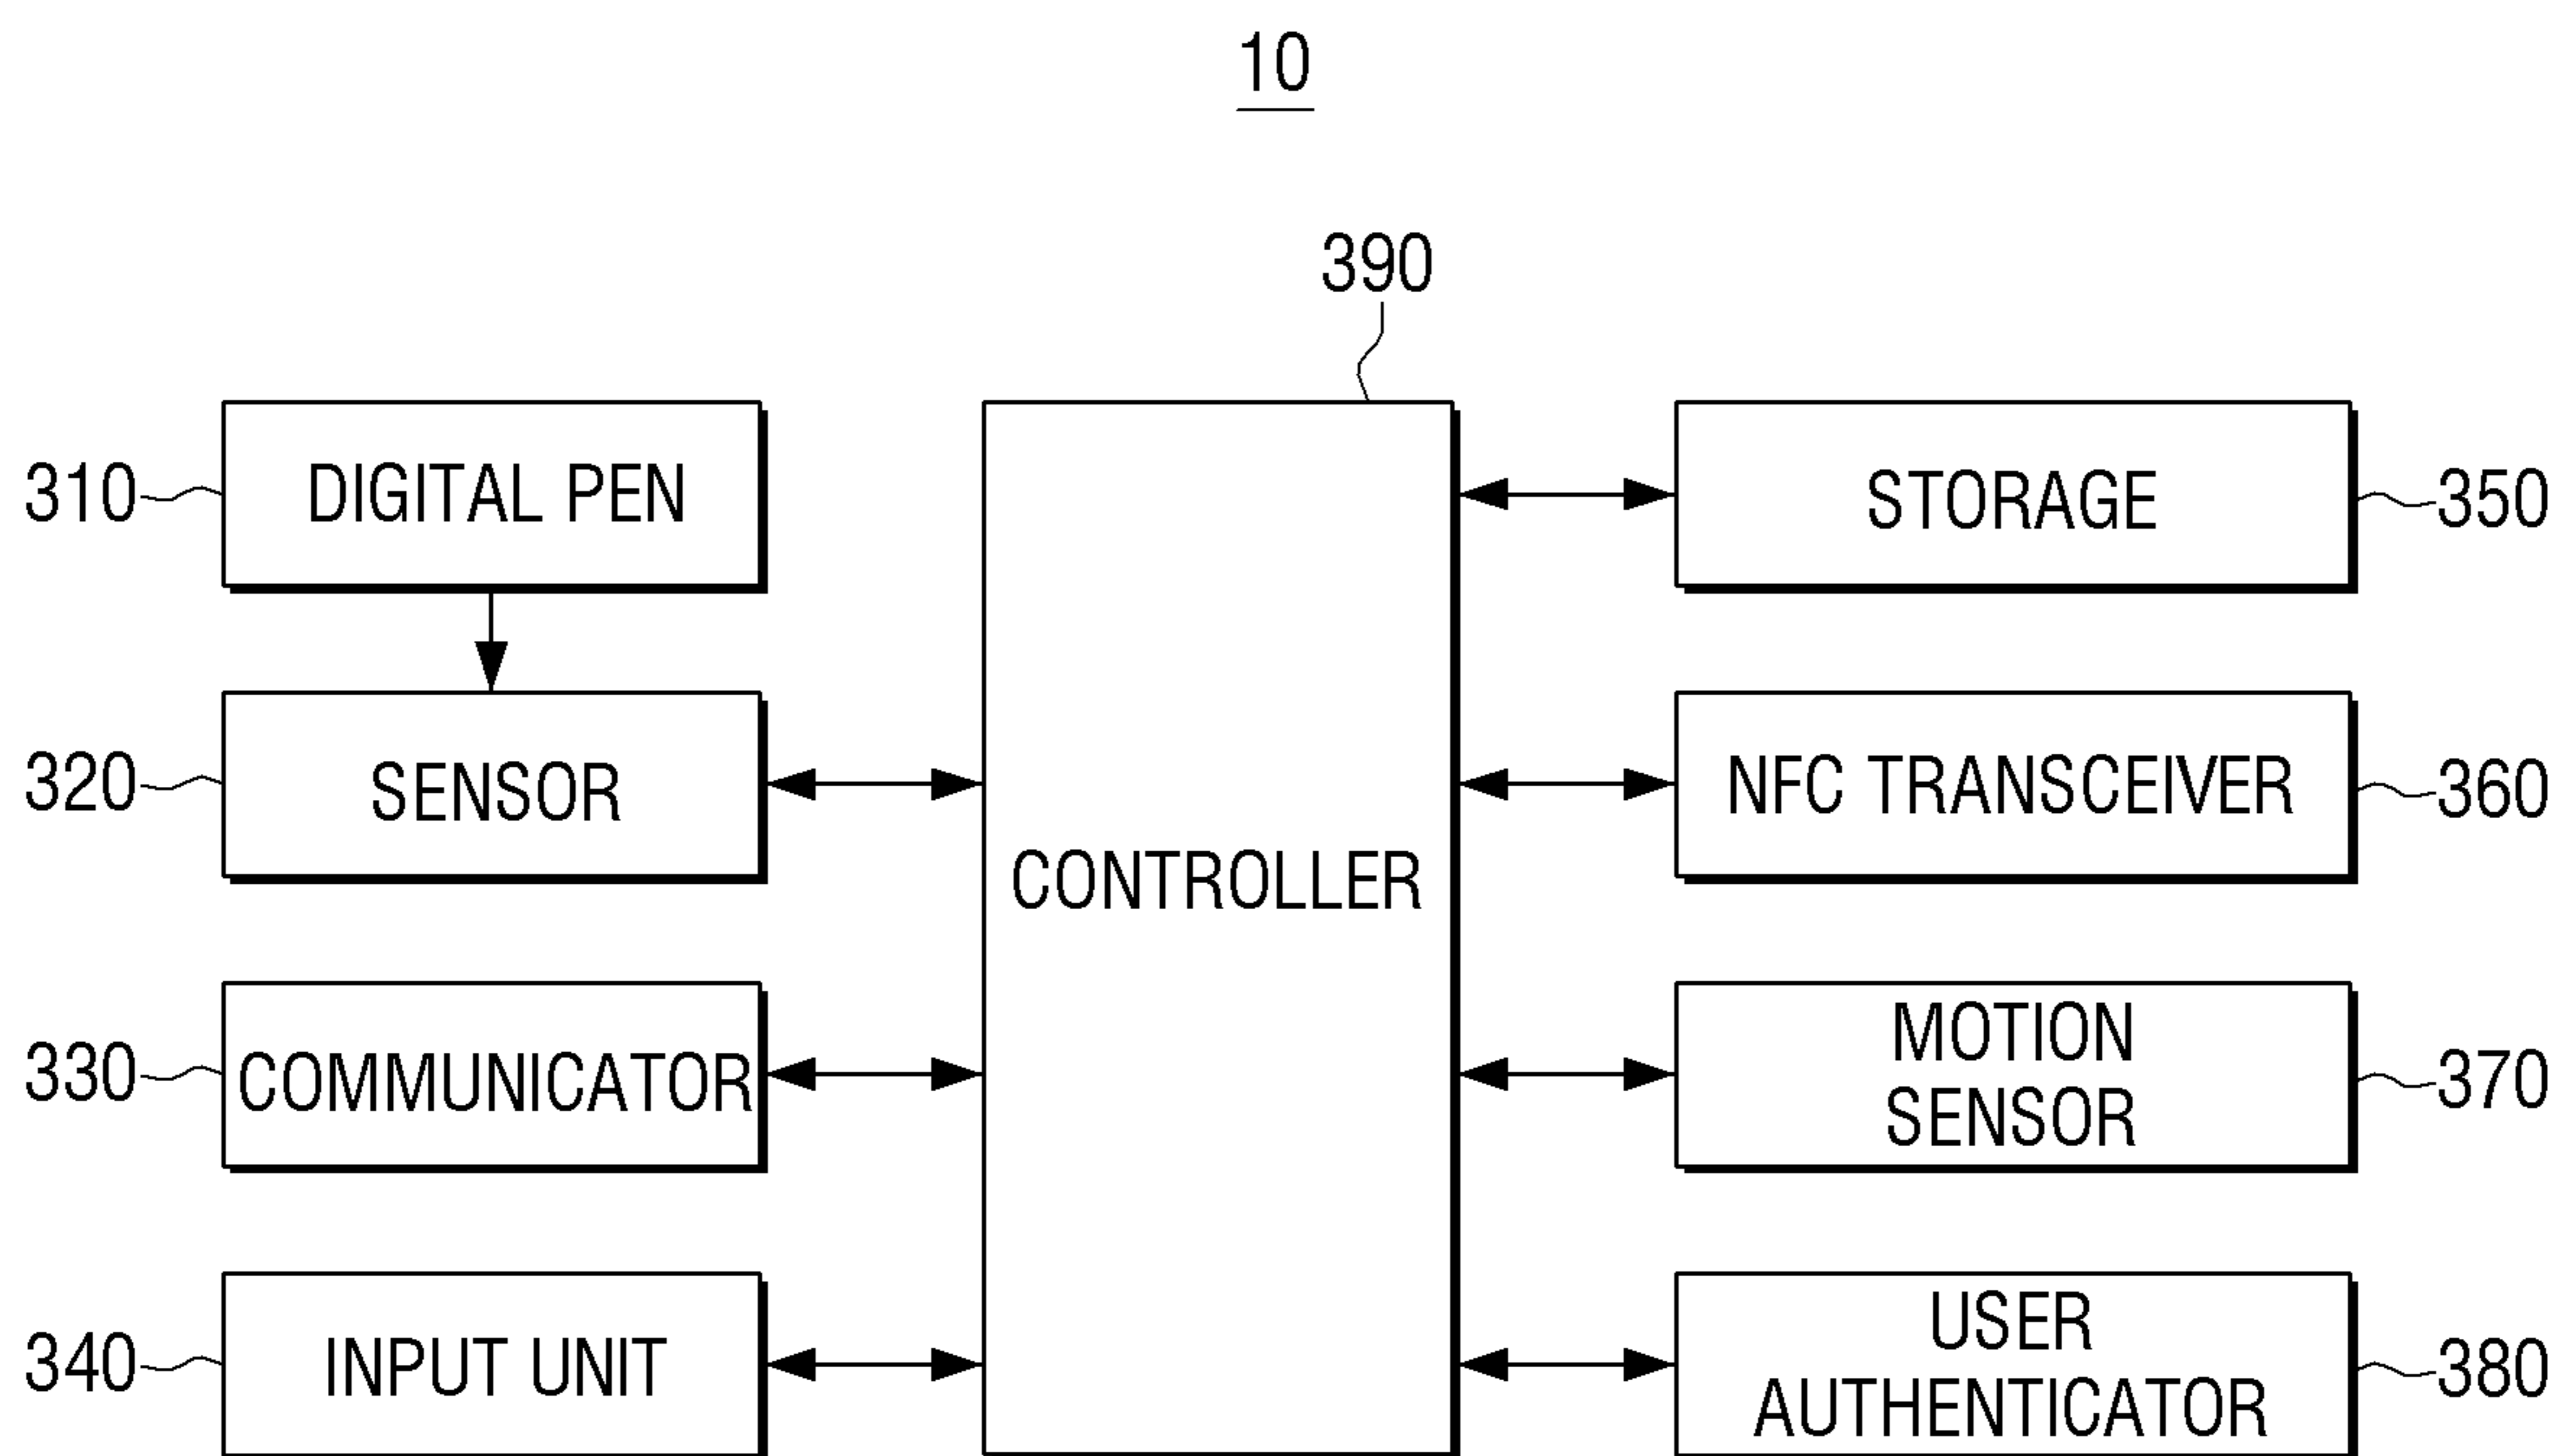 10
390
310
DIGITAL PEN
STORAGE
350
320
SENSOR
NFC TRANSCEIVER
360
CONTROLLER
330
COMMUNICATOR
MOTION
SENSOR
370
340
INPUT UNIT
USER
AUTHENTICATOR
380